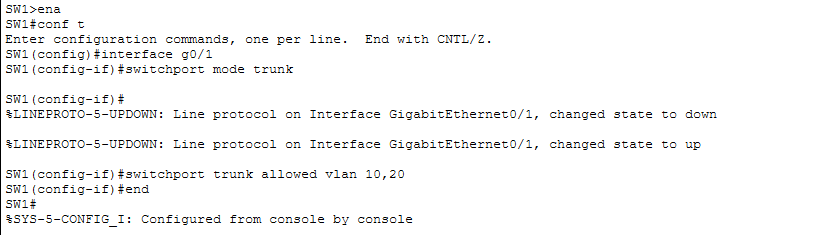 SW1>ena
SW1#conf t
Enter configuration commands, one per line.  End with CNTL/Z.
SW1(config)#interface g0/1
SW1(config-if)#switchport mode trunk
SW1(config-if)#
%LINEPROTO-5-UPDOWN: Line protocol on Interface GigabitEthernet0/1, changed state to down
%LINEPROTO-5-UPDOWN: Line protocol on Interface GigabitEthernet0/1, changed state to up
SW1(config-if)#switchport trunk allowed vlan 10,20
SW1(config-if)#end
SW1#
%SYS-5-CONFIG_I: Configured from console by console